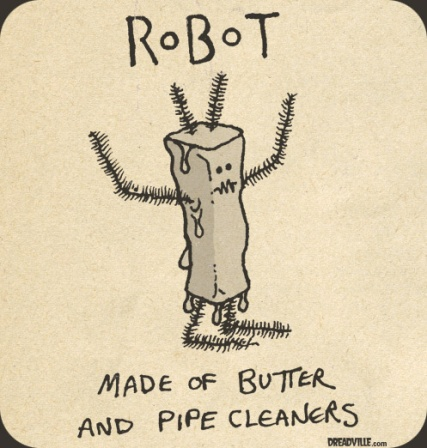 RoBoT
MADE OF BUTTER
AND PIPE CLEANERS
DREADVILLE.com